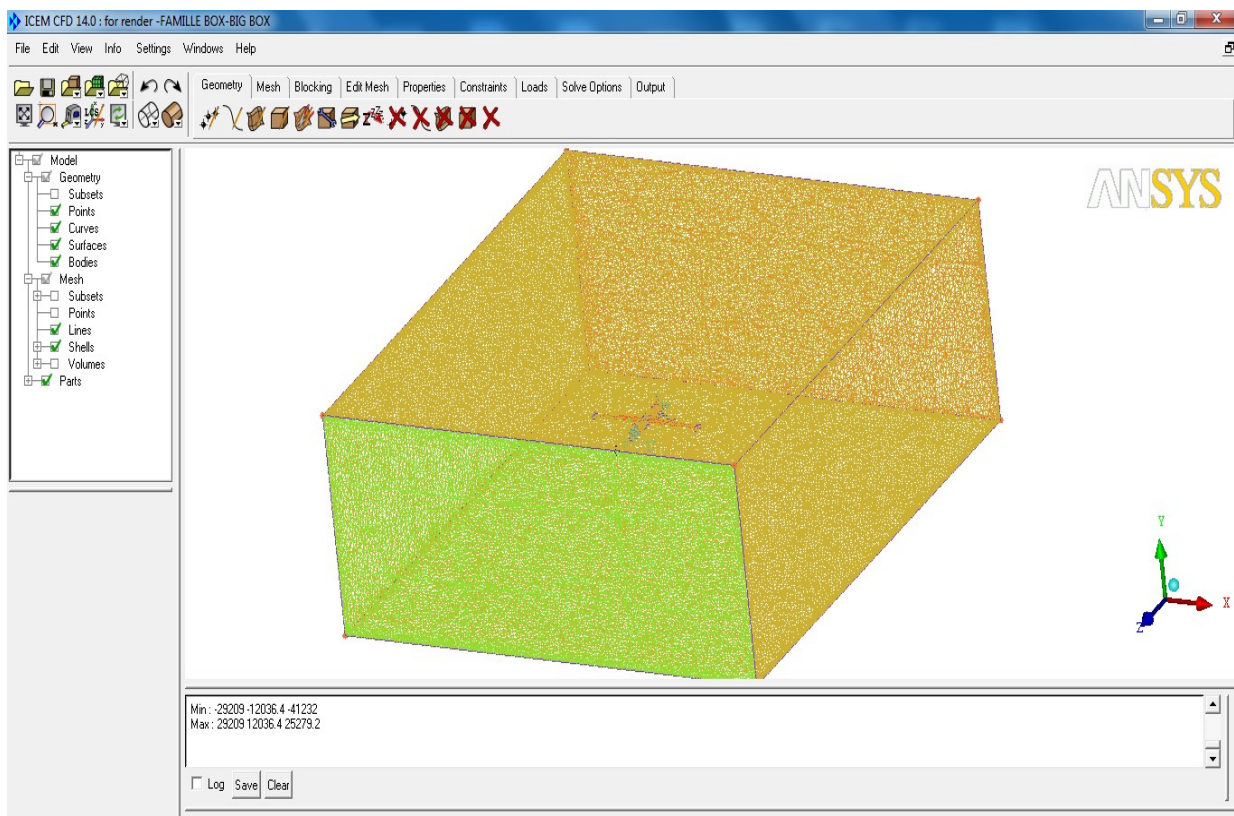 ICEM CFD 14.0 : for render -FAMILLE BOX-BIG BOX
File Edit View Info Settings Windows Help
Geometry Mesh Blocking Edit Mesh Properties Constraints Loads Solve Options Output
Model
Geometry
Subsets
Points
Curves
Surfaces
Bodies
Mesh
Subsets
Points
Lines
Shells
Volumes
Parts
ANSYS
Y
X
Z
Min : -29209 -12036.4 -41232
Max : 29209 12036.4 25279.2
Log Save Clear